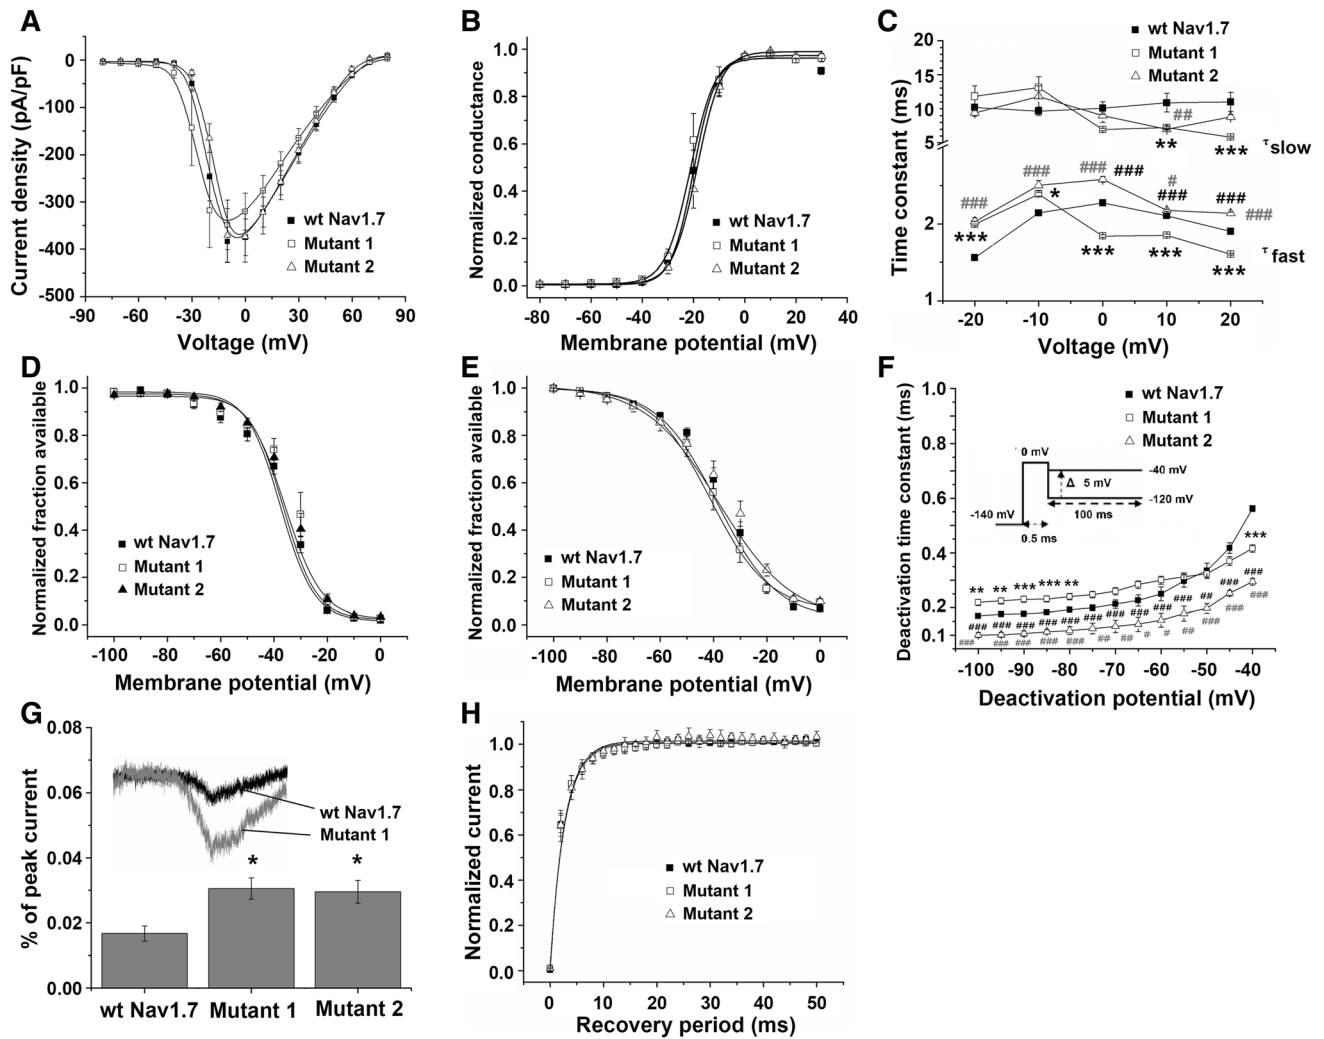 A
Current density (pA/pF)
0
-100
-200
-300
-400
-500
-90
-60
-30
0
30
60
90
Voltage (mV)
wt Nav1.7
Mutant 1
Mutant 2
B
Normalized conductance
1.0
0.8
0.6
0.4
0.2
0.0
-80
-60
-40
-20
0
20
40
Membrane potential (mV)
wt Nav1.7
Mutant 1
Mutant 2
C
Time constant (ms)
20
15
10
5
2
1
-20
-10
0
10
20
Voltage (mV)
wt Nav1.7
Mutant 1
Mutant 2
##
**
***
τslow
###
###
###
###
#
###
###
###
***
*
***
***
***
τfast
D
Normalized fraction available
1.0
0.8
0.6
0.4
0.2
0.0
-100
-80
-60
-40
-20
0
Membrane potential (mV)
wt Nav1.7
Mutant 1
Mutant 2
E
Normalized fraction available
1.0
0.8
0.6
0.4
0.2
0.0
-100
-80
-60
-40
-20
0
Membrane potential (mV)
wt Nav1.7
Mutant 1
Mutant 2
F
Deactivation time constant (ms)
1.0
0.8
0.6
0.4
0.2
0.1
-100
-90
-80
-70
-60
-50
-40
Deactivation potential (mV)
wt Nav1.7
Mutant 1
Mutant 2
0 mV
-40 mV
Δ 5 mV
-120 mV
-140 mV
100 ms
0.5 ms
** ** *** *** ** ***
### ### ### ### ### ### ### ### ### ### ## ### ###
### ### ### ### ### ## ## # # ## ### ### ###
G
% of peak current
0.08
0.06
0.04
0.02
0.00
wt Nav1.7
Mutant 1
*
*
wt Nav1.7
Mutant 1
Mutant 2
H
Normalized current
1.0
0.8
0.6
0.4
0.2
0.0
0
10
20
30
40
50
Recovery period (ms)
wt Nav1.7
Mutant 1
Mutant 2